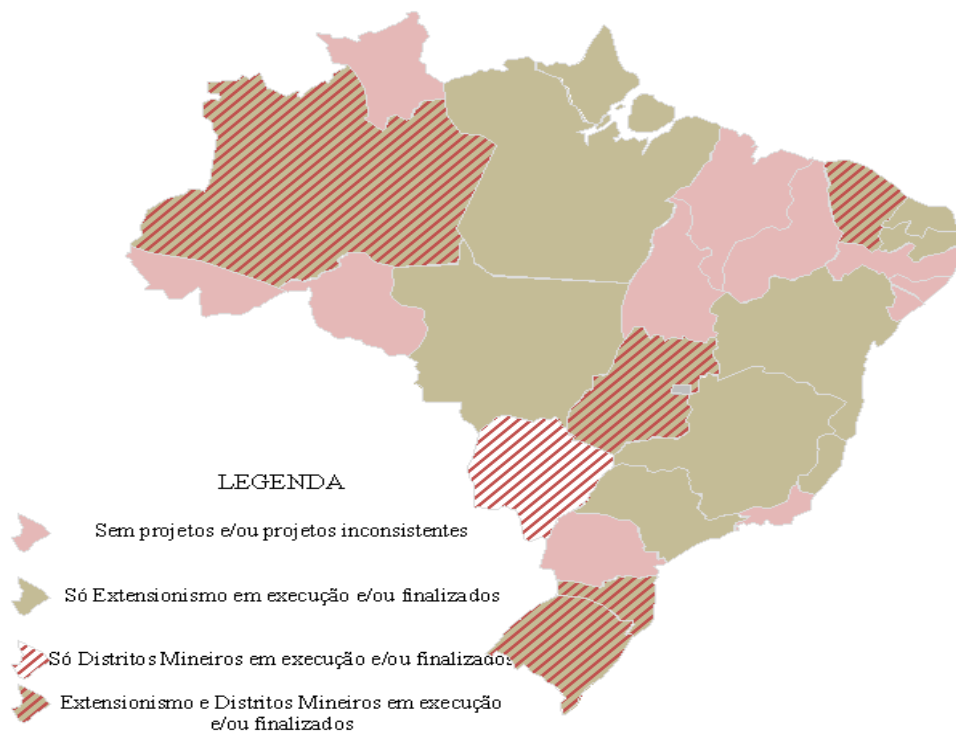 LEGENDA
Sem projetos e/ou projetos inconsistentes
Só Extensionismo em execução e/ou finalizados
Só Distritos Mineiros em execução e/ou finalizados
Extensionismo e Distritos Mineiros em execução
e/ou finalizados